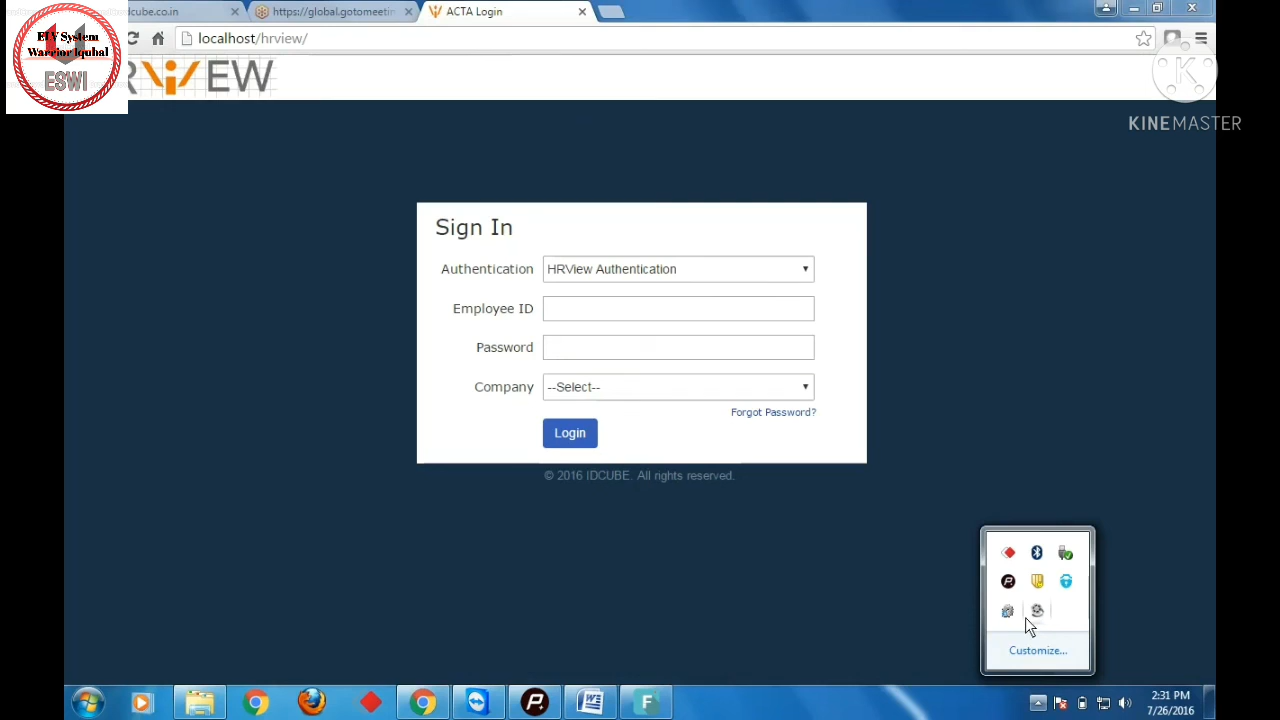 dcube.co.in
https://global.gotomeetin
ACTA Login
localhost/hrview/
ELV System
Warrior Iqubal
ESWI
EW
K
KINEMASTER
Sign In
Authentication HRView Authentication
Employee ID
Password
Company --Select--
Forgot Password?
Login
© 2016 IDCUBE. All rights reserved.
Customize...
2:31 PM
7/26/2016